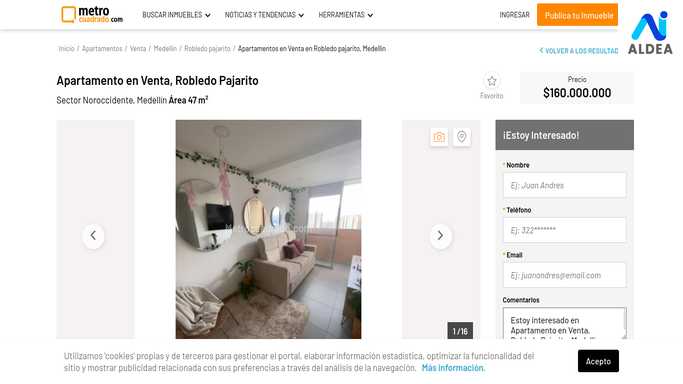 metro
cuadrado.com
BUSCAR INMUEBLES
NOTICIAS Y TENDENCIAS
HERRAMIENTAS
INGRESAR
Publica tu Inmueble
ALDEA
Inicio / Apartamentos / Venta / Medellín / Robledo pajarito / Apartamentos en Venta en Robledo pajarito, Medellín
VOLVER A LOS RESULTAD
Apartamento en Venta, Robledo Pajarito
Sector Noroccidente, Medellín Área 47 m²
Favorito
Precio
$160.000.000
Metrocuadrado.com
1 /16
¡Estoy Interesado!
* Nombre
Ej: Juan Andres
* Teléfono
Ej: 322*******
* Email
Ej: juanandres@email.com
Comentarios
Estoy interesado en
Apartamento en Venta,
Utilizamos 'cookies' propias y de terceros para gestionar el portal, elaborar información estadística, optimizar la funcionalidad del
sitio y mostrar publicidad relacionada con sus preferencias a través del análisis de la navegación. Más información.
Acepto